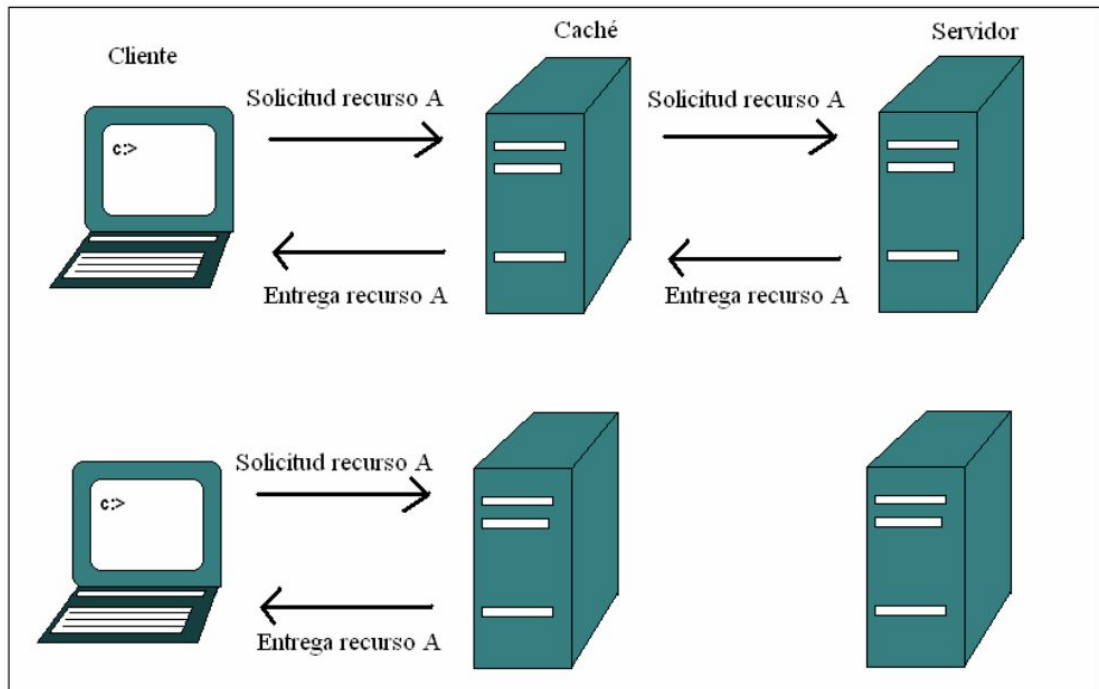 Cliente
Caché
Servidor
Solicitud recurso A
Solicitud recurso A
c:>
Entrega recurso A
Entrega recurso A
Solicitud recurso A
c:>
Entrega recurso A